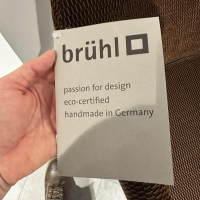 brühl
passion for design
eco-certified
handmade in Germany